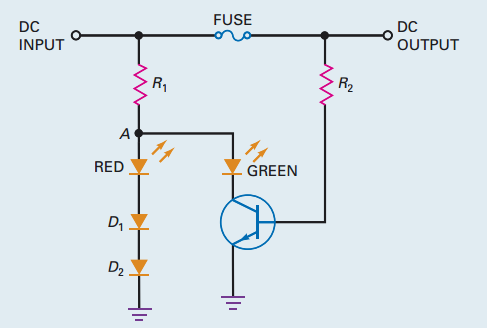 DC
INPUT
FUSE
DC
OUTPUT
R₁
R₂
A
RED
GREEN
D₁
D₂